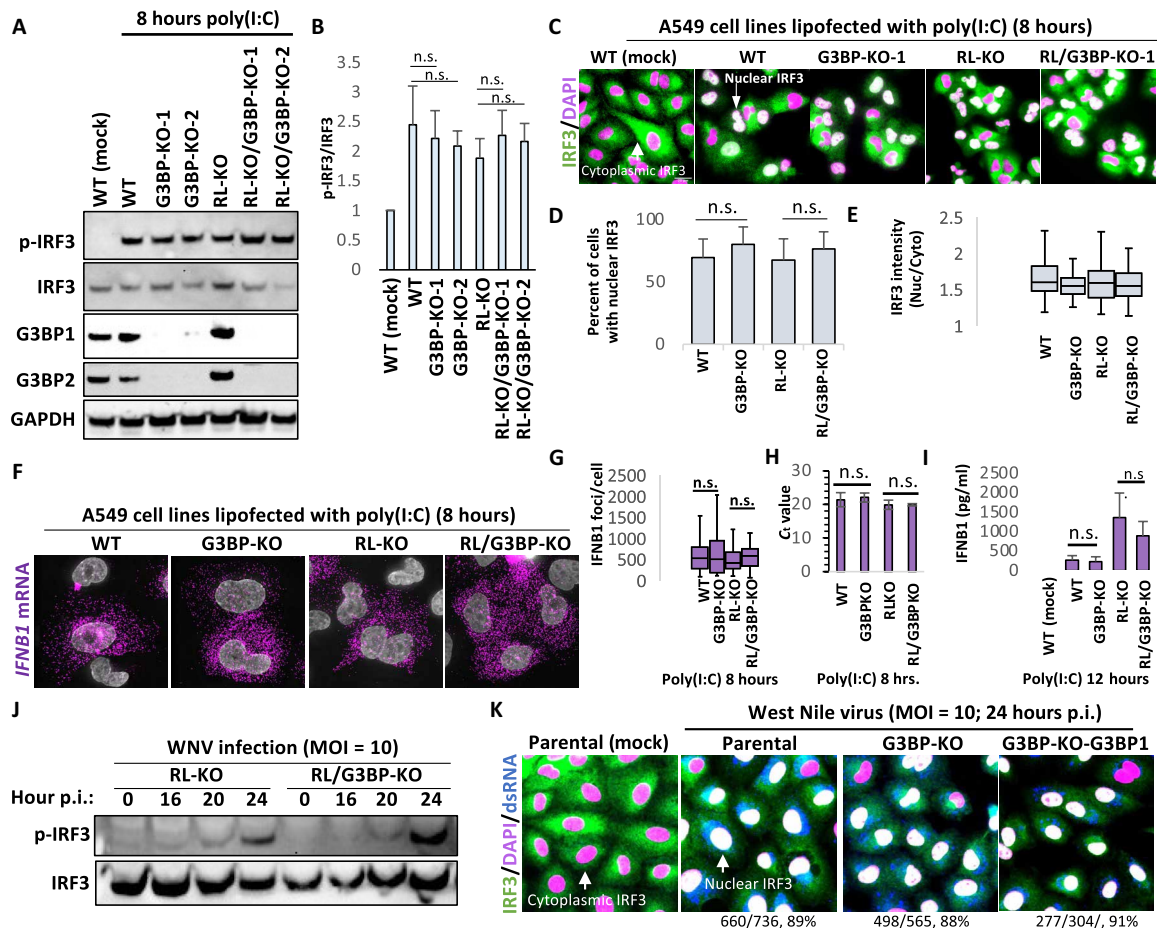 A
8 hours poly(I:C)
WT (mock)
WT
G3BP-KO-1
G3BP-KO-2
RL-KO
RL-KO/G3BP-KO-1
RL-KO/G3BP-KO-2
p-IRF3
IRF3
G3BP1
G3BP2
GAPDH
B
p-IRF3/IRF3
3.5
3
2.5
2
1.5
1
0.5
0
n.s.
n.s.
n.s.
n.s.
WT (mock)
WT
G3BP-KO-1
G3BP-KO-2
RL-KO
RL-KO/G3BP-KO-1
RL-KO/G3BP-KO-2
C
A549 cell lines lipofected with poly(I:C) (8 hours)
WT (mock)
WT
G3BP-KO-1
RL-KO
RL/G3BP-KO-1
IRF3/DAPI
Nuclear IRF3
Cytoplasmic IRF3
D
Percent of cells
with nuclear IRF3
100
50
0
n.s.
n.s.
WT
G3BP-KO
RL-KO
RL/G3BP-KO
E
IRF3 intensity
(Nuc/Cyto)
2.5
2
1.5
1
WT
G3BP-KO
RL-KO
RL/G3BP-KO
F
A549 cell lines lipofected with poly(I:C) (8 hours)
WT
G3BP-KO
RL-KO
RL/G3BP-KO
IFNB1 mRNA
G
IFNB1 foci/cell
2500
2000
1500
1000
500
0
n.s.
n.s.
WT
G3BP-KO
RL-KO
RL/G3BP-KO
Poly(I:C) 8 hours
H
Ct value
30
20
10
0
n.s.
n.s.
WT
G3BPKO
RLKO
RL/G3BPKO
Poly(I:C) 8 hrs.
I
IFNB1 (pg/ml)
2500
2000
1500
1000
500
0
n.s.
n.s
.
WT (mock)
WT
G3BP-KO
RL-KO
RL/G3BP-KO
Poly(I:C) 12 hours
J
WNV infection (MOI = 10)
RL-KO
RL/G3BP-KO
Hour p.i.: 0 16 20 24 0 16 20 24
p-IRF3
IRF3
K
West Nile virus (MOI = 10; 24 hours p.i.)
Parental (mock)
Parental
G3BP-KO
G3BP-KO-G3BP1
IRF3/DAPI/dsRNA
Cytoplasmic IRF3
Nuclear IRF3
660/736, 89%
498/565, 88%
277/304/, 91%